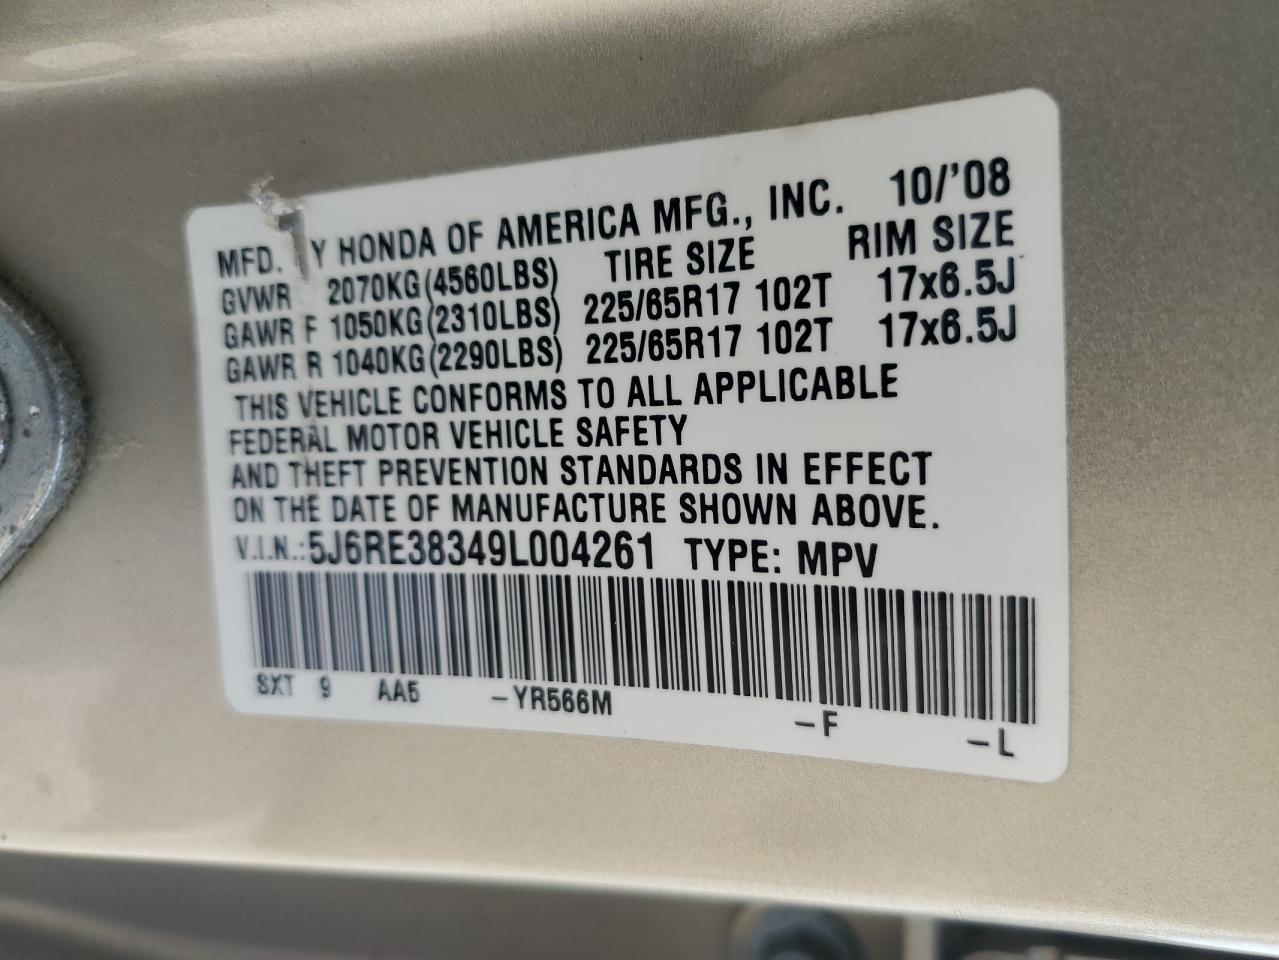 MFD. Y HONDA OF AMERICA MFG., INC. 10/'08
GVWR 2070KG(4560LBS) TIRE SIZE RIM SIZE
GAWR F 1050KG(2310LBS) 225/65R17 102T 17x6.5J
GAWR R 1040KG(2290LBS) 225/65R17 102T 17x6.5J
THIS VEHICLE CONFORMS TO ALL APPLICABLE
FEDERAL MOTOR VEHICLE SAFETY
AND THEFT PREVENTION STANDARDS IN EFFECT
ON THE DATE OF MANUFACTURE SHOWN ABOVE.
V.I.N.:5J6RE38349L004261 TYPE: MPV
SXT 9 AA5 -YR566M -F -L